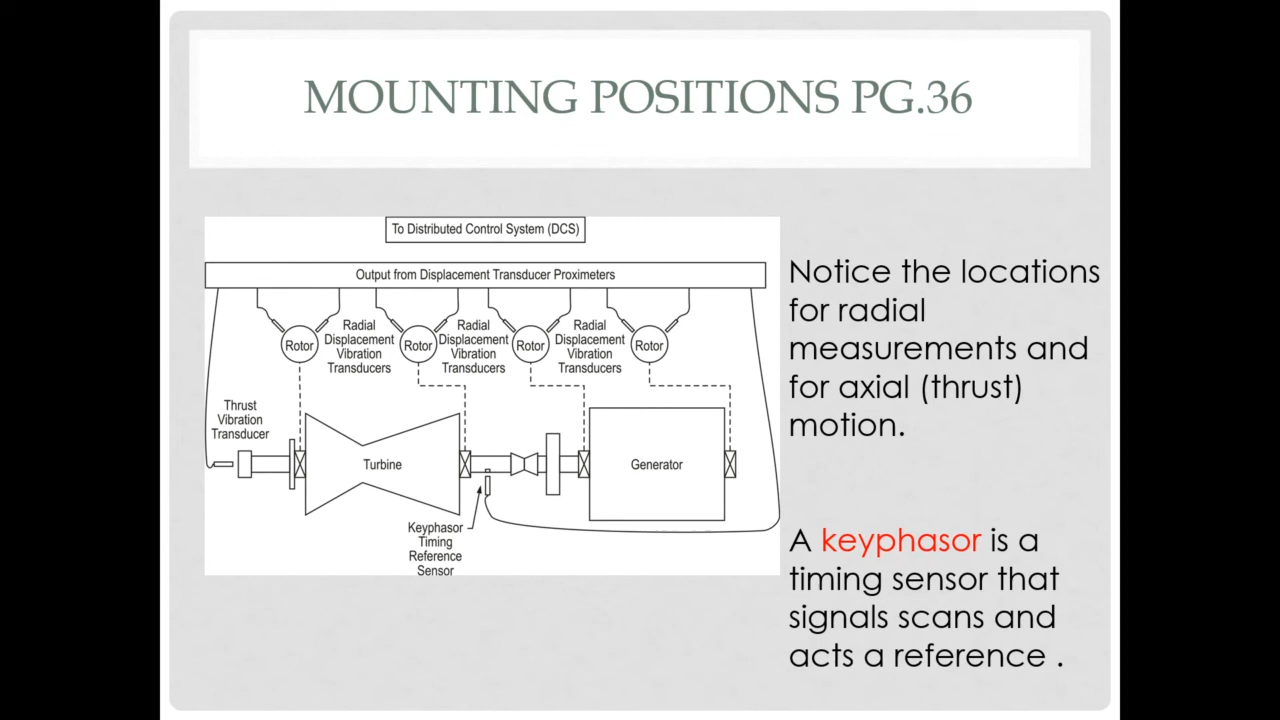 MOUNTING POSITIONS PG.36
To Distributed Control System (DCS)
Output from Displacement Transducer Proximeters
Rotor
Radial
Displacement
Vibration
Transducers
Rotor
Radial
Displacement
Vibration
Transducers
Rotor
Radial
Displacement
Vibration
Transducers
Rotor
Thrust
Vibration
Transducer
Turbine
Generator
Keyphasor
Timing
Reference
Sensor
Notice the locations
for radial
measurements and
for axial (thrust)
motion.
A keyphasor is a
timing sensor that
signals scans and
acts a reference .